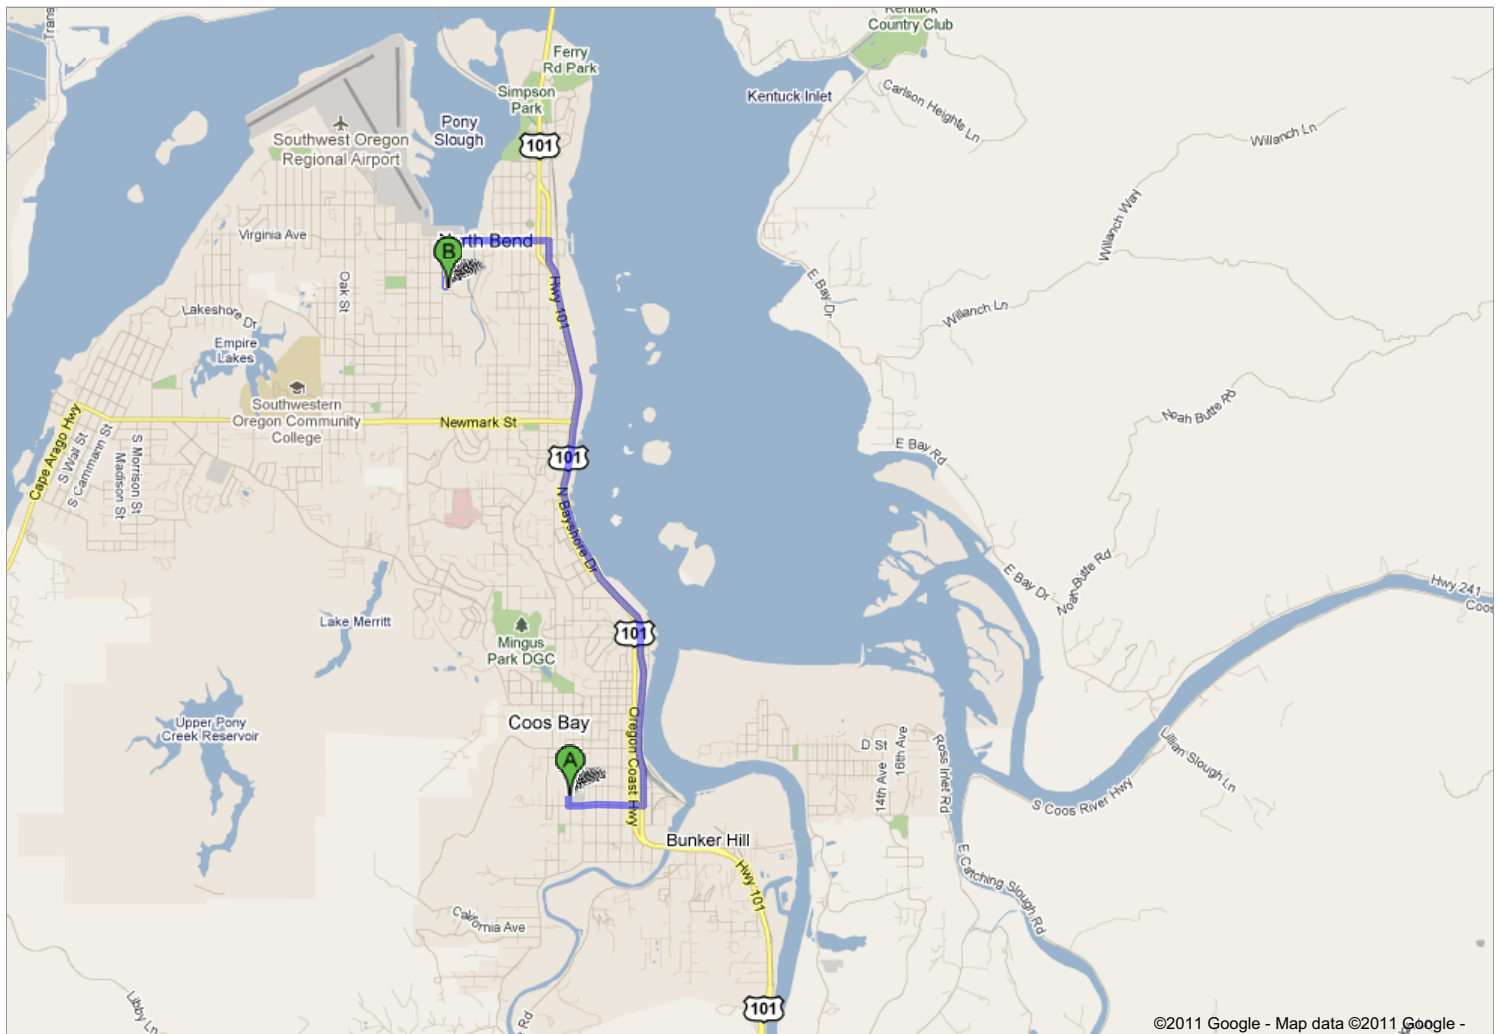 Trans
Kentuck
Country Club
Ferry
Rd Park
Simpson
Park
Kentuck Inlet
Carlson Heights Ln
Pony
Slough
101
Southwest Oregon
Regional Airport
Willanch Ln
Willanch Way
Virginia Ave
North Bend
B
E Bay Dr
Oak St
Hwy 101
Lakeshore Dr
Willanch Ln
Empire
Lakes
Southwestern
Oregon Community
College
Noah Butte Rd
Cape Arago Hwy
Newmark St
S Wall St
S Cammann St
S Morrison St
Madison St
E Bay Rd
101
N Bayshore Dr
E Bay Dr
Noah Butte Rd
Hwy 241
Coos
Lake Merritt
101
Mingus
Park DGC
Coos Bay
Upper Pony
Creek Reservoir
Oregon Coast Hwy
D St
16th Ave
14th Ave
Ross Inlet Rd
Lillian Slough Ln
A
S Coos River Hwy
Bunker Hill
Hwy 101
E Catching Slough Rd
California Ave
Libby Ln
Rd
101
©2011 Google - Map data ©2011 Google -